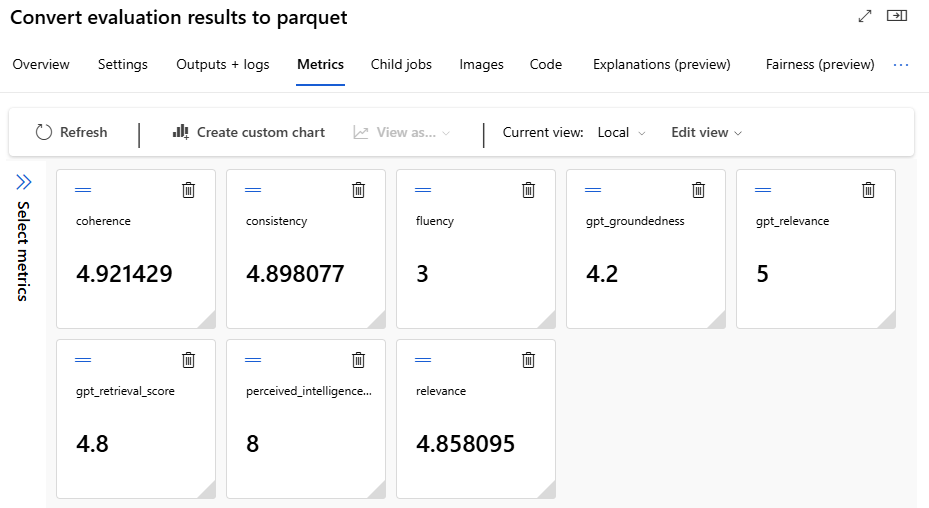 Convert evaluation results to parquet
Overview Settings Outputs + logs Metrics Child jobs Images Code Explanations (preview) Fairness (preview) ...
Refresh | Create custom chart View as... | Current view: Local Edit view
Select metrics
coherence consistency fluency gpt_groundedness gpt_relevance
4.921429 4.898077 3 4.2 5
gpt_retrieval_score perceived_intelligence... relevance
4.8 8 4.858095